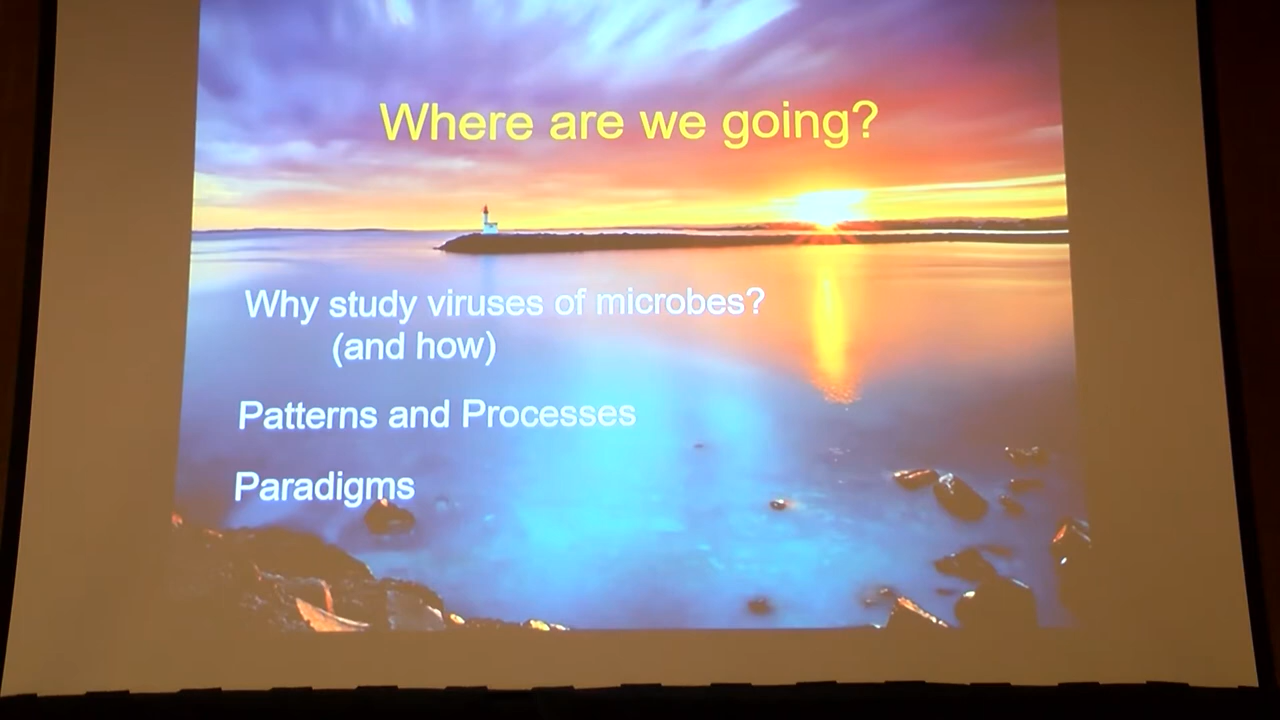 Where are we going?
Why study viruses of microbes?
(and how)
Patterns and Processes
Paradigms